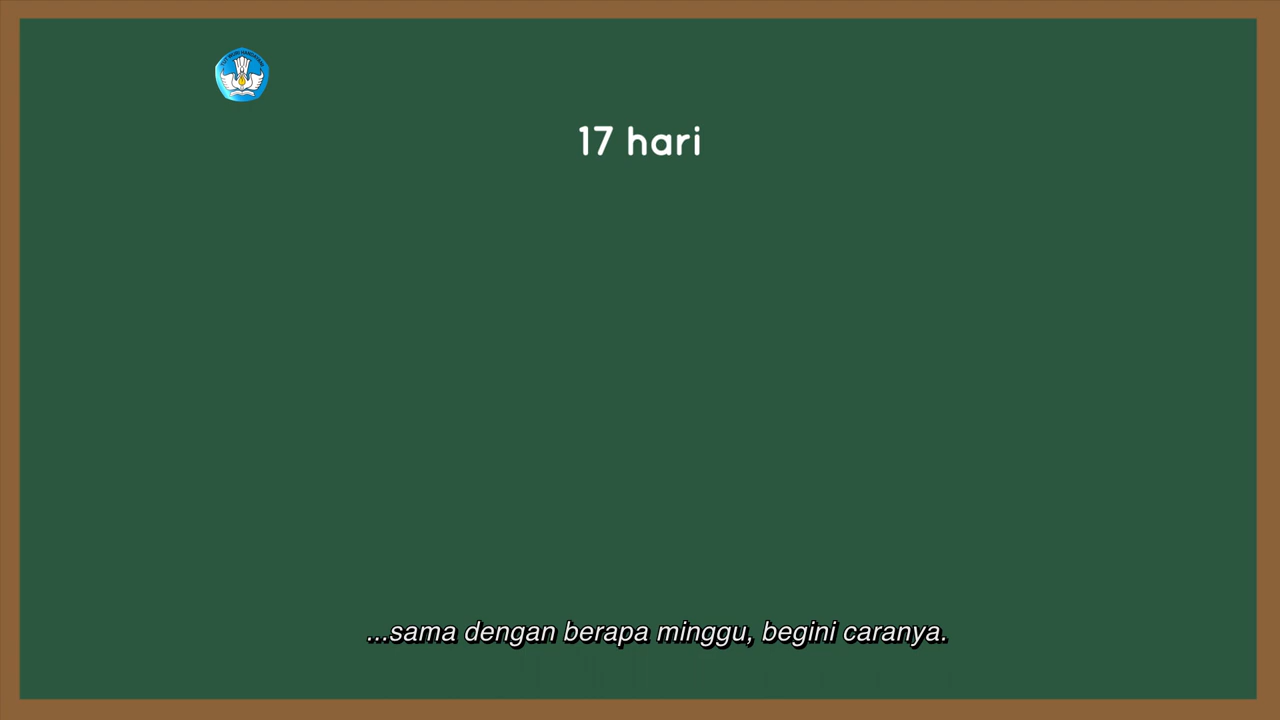 17 hari
...sama dengan berapa minggu, begini caranya.